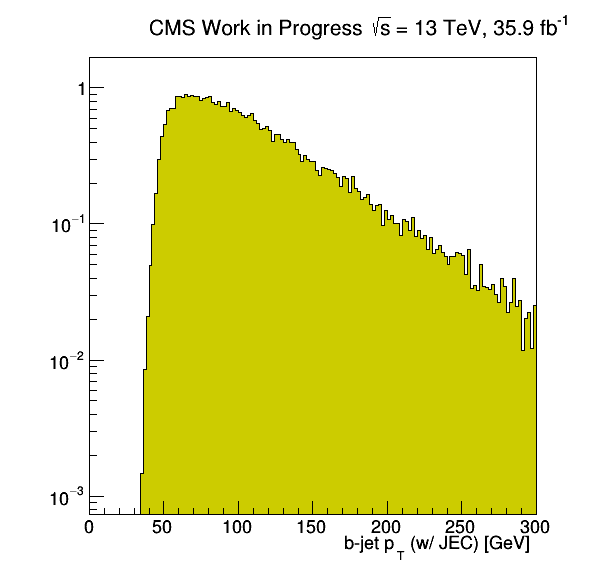 CMS Work in Progress √s = 13 TeV, 35.9 fb⁻¹
1
10⁻¹
10⁻²
10⁻³
0 50 100 150 200 250 300
b-jet p_T (w/ JEC) [GeV]